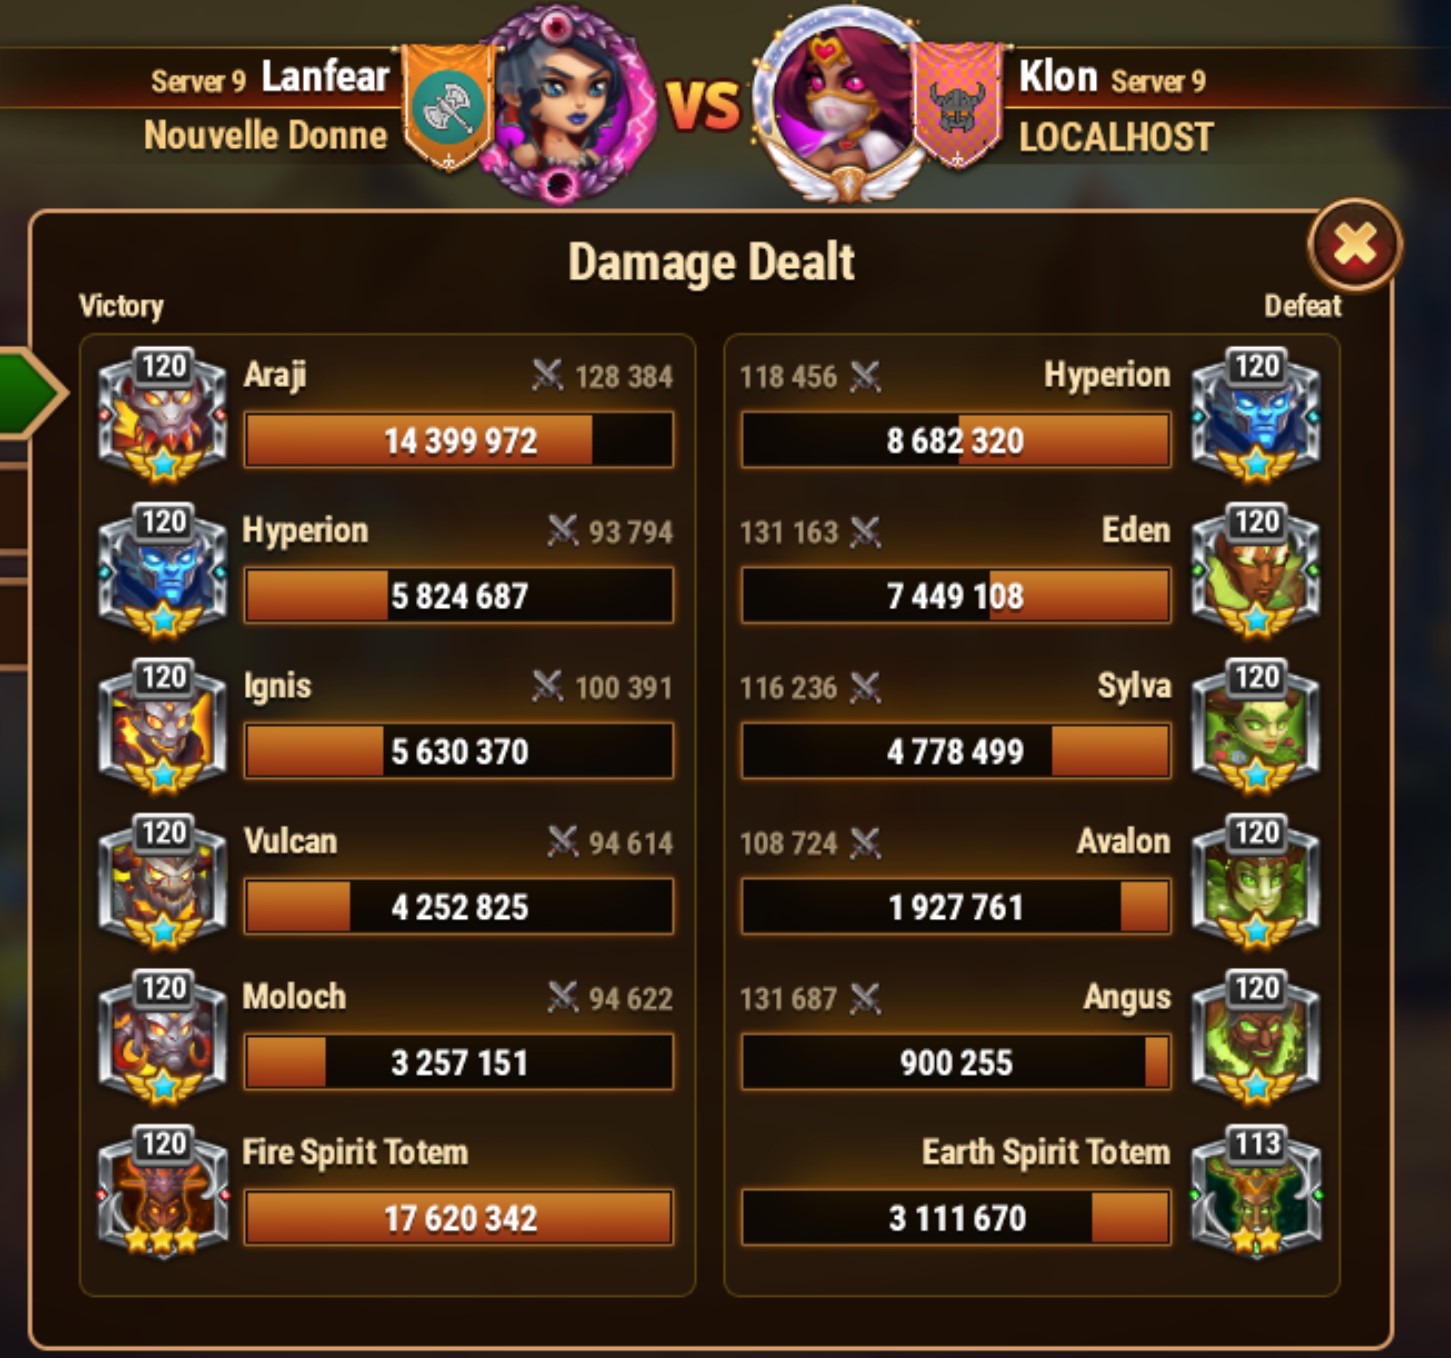 Server 9 Lanfear
Nouvelle Donne
VS
Klon Server 9
LOCALHOST
Damage Dealt
Victory
Defeat
120
Araji
128 384
14 399 972
120
Hyperion
93 794
5 824 687
120
Ignis
100 391
5 630 370
120
Vulcan
94 614
4 252 825
120
Moloch
94 622
3 257 151
120
Fire Spirit Totem
17 620 342
118 456
Hyperion
120
8 682 320
131 163
Eden
120
7 449 108
116 236
Sylva
120
4 778 499
108 724
Avalon
120
1 927 761
131 687
Angus
120
900 255
Earth Spirit Totem
113
3 111 670